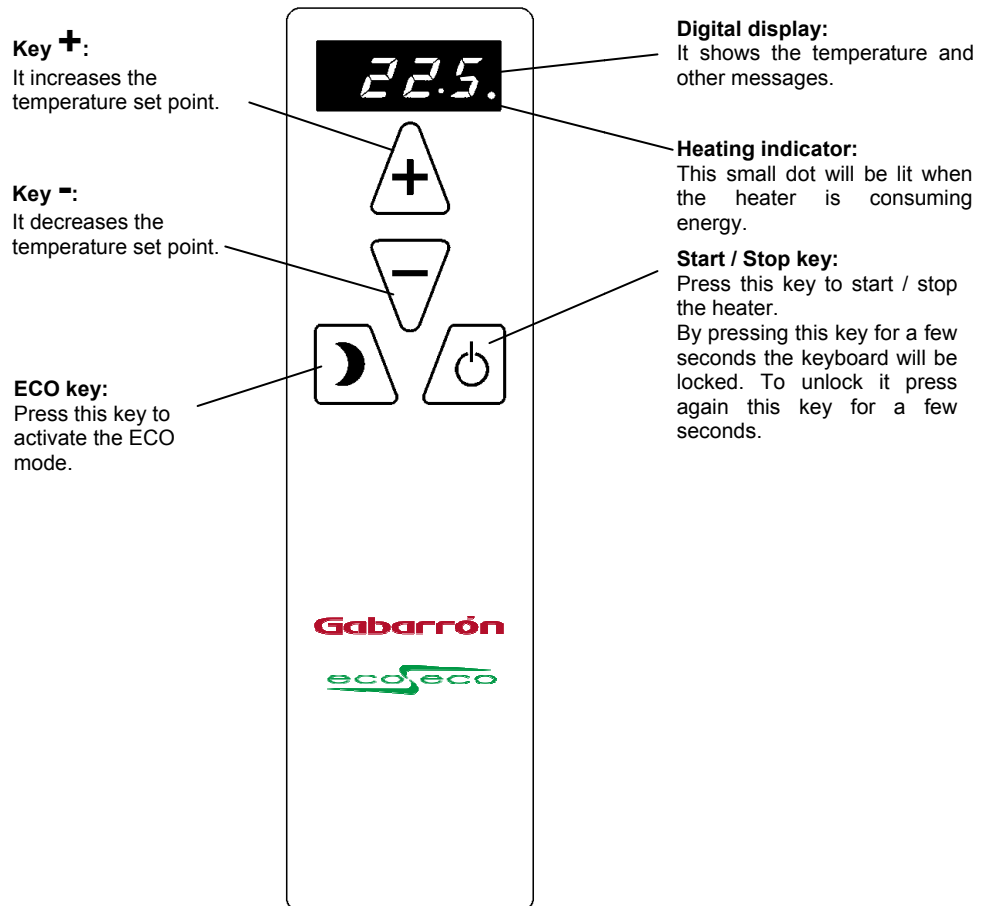 Key +:
It increases the
temperature set point.
Key -:
It decreases the
temperature set point.
ECO key:
Press this key to
activate the ECO
mode.
22.5.
Digital display:
It shows the temperature and
other messages.
Heating indicator:
This small dot will be lit when
the heater is consuming
energy.
Start / Stop key:
Press this key to start / stop
the heater.
By pressing this key for a few
seconds the keyboard will be
locked. To unlock it press
again this key for a few
seconds.
+
-
Gabarrón
ecoseco